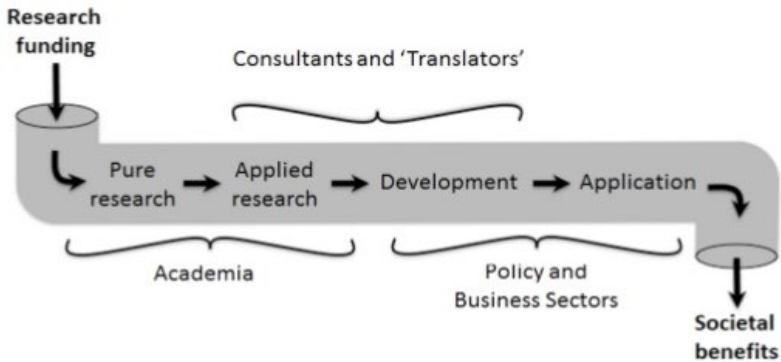 Research
funding
Consultants and ‘Translators’
Pure
research
Applied
research
Development
Application
Academia
Policy and
Business Sectors
Societal
benefits